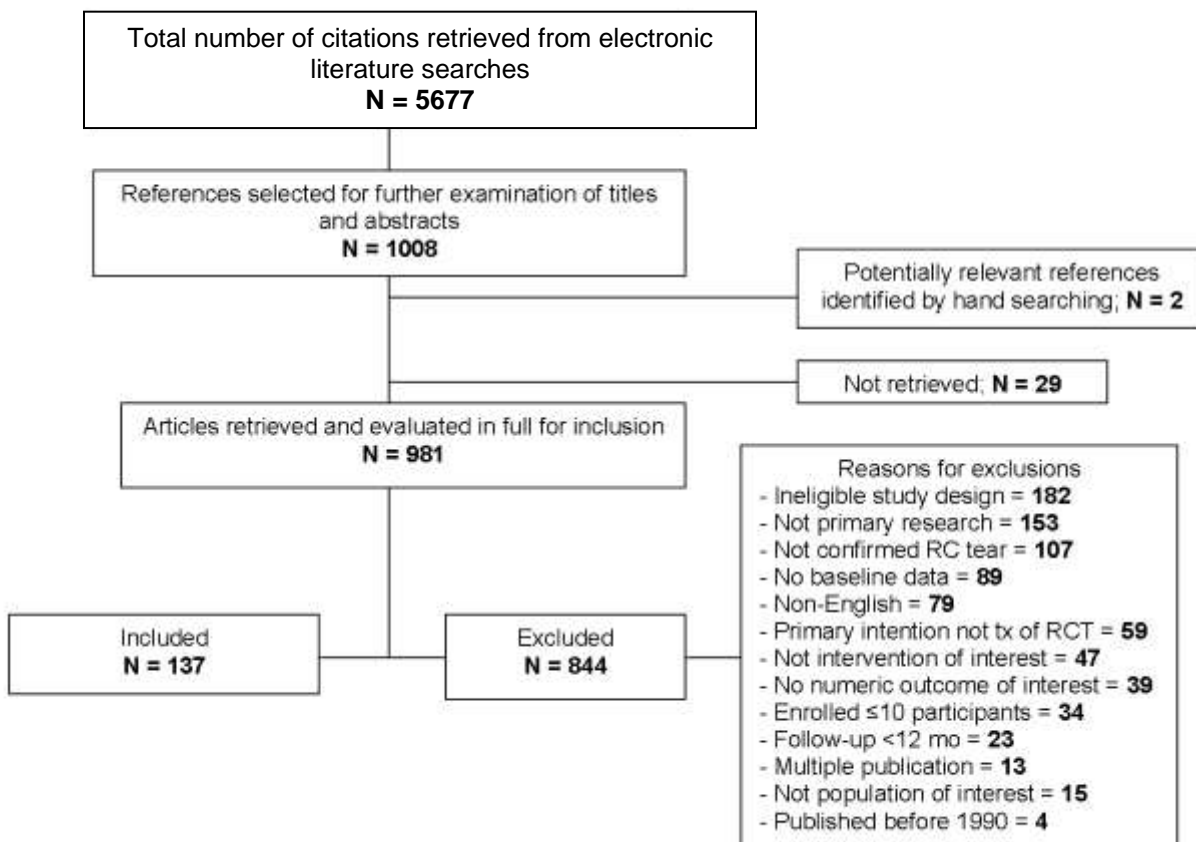 Total number of citations retrieved from electronic
literature searches
N = 5677
References selected for further examination of titles
and abstracts
N = 1008
Potentially relevant references
identified by hand searching; N = 2
Not retrieved; N = 29
Articles retrieved and evaluated in full for inclusion
N = 981
Reasons for exclusions
- Ineligible study design = 182
- Not primary research = 153
- Not confirmed RC tear = 107
- No baseline data = 89
- Non-English = 79
- Primary intention not tx of RCT = 59
- Not intervention of interest = 47
- No numeric outcome of interest = 39
- Enrolled ≤10 participants = 34
- Follow-up <12 mo = 23
- Multiple publication = 13
- Not population of interest = 15
- Published before 1990 = 4
Included
N = 137
Excluded
N = 844